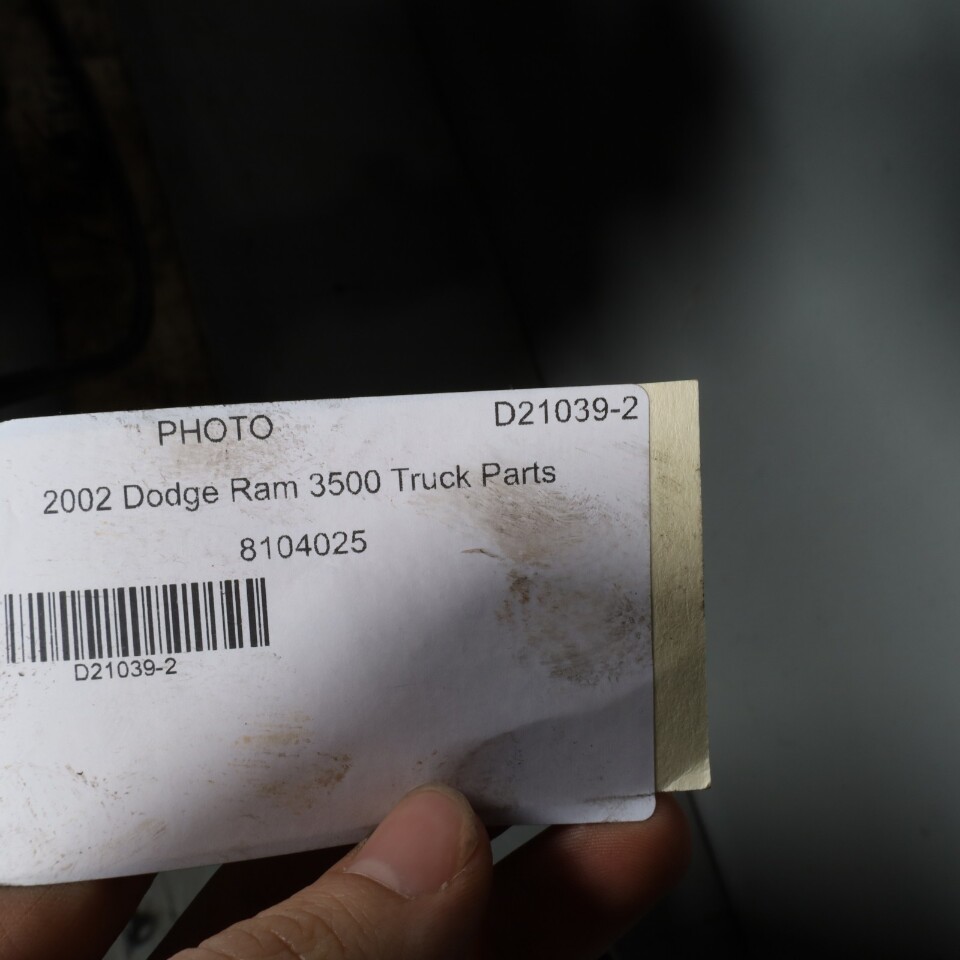 PHOTO D21039-2
2002 Dodge Ram 3500 Truck Parts
8104025
D21039-2